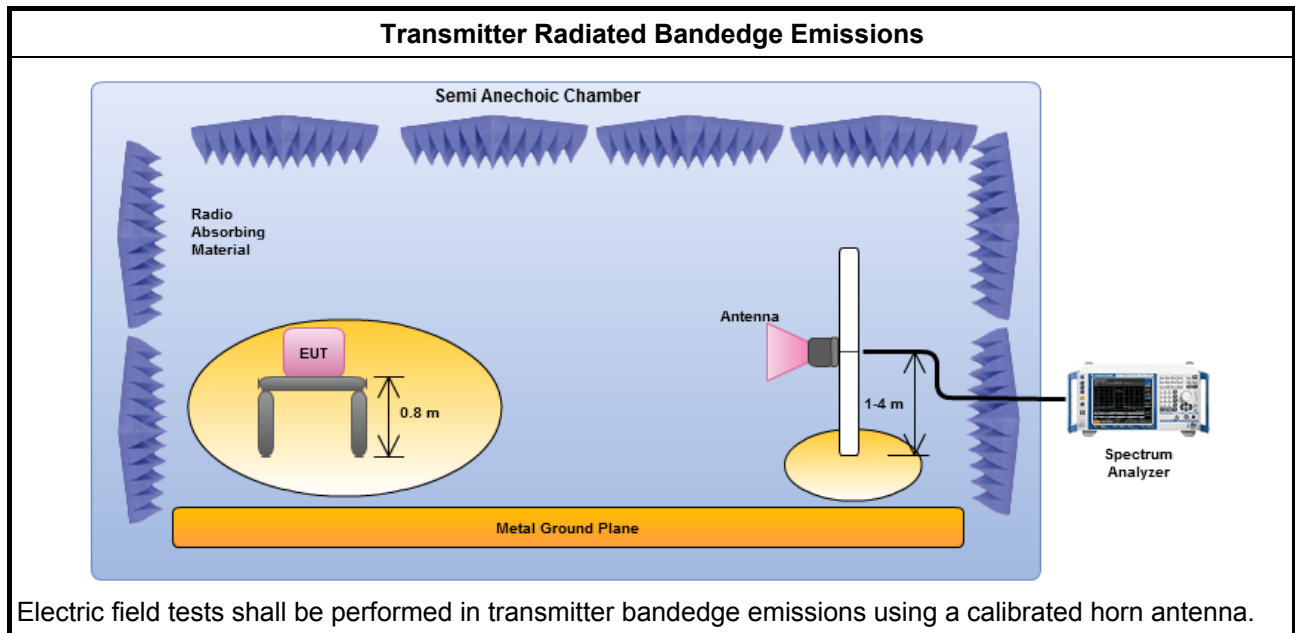 Transmitter Radiated Bandedge Emissions
Semi Anechoic Chamber
Radio
Absorbing
Material
Antenna
EUT
0.8 m
1-4 m
Spectrum
Analyzer
Metal Ground Plane
Electric field tests shall be performed in transmitter bandedge emissions using a calibrated horn antenna.